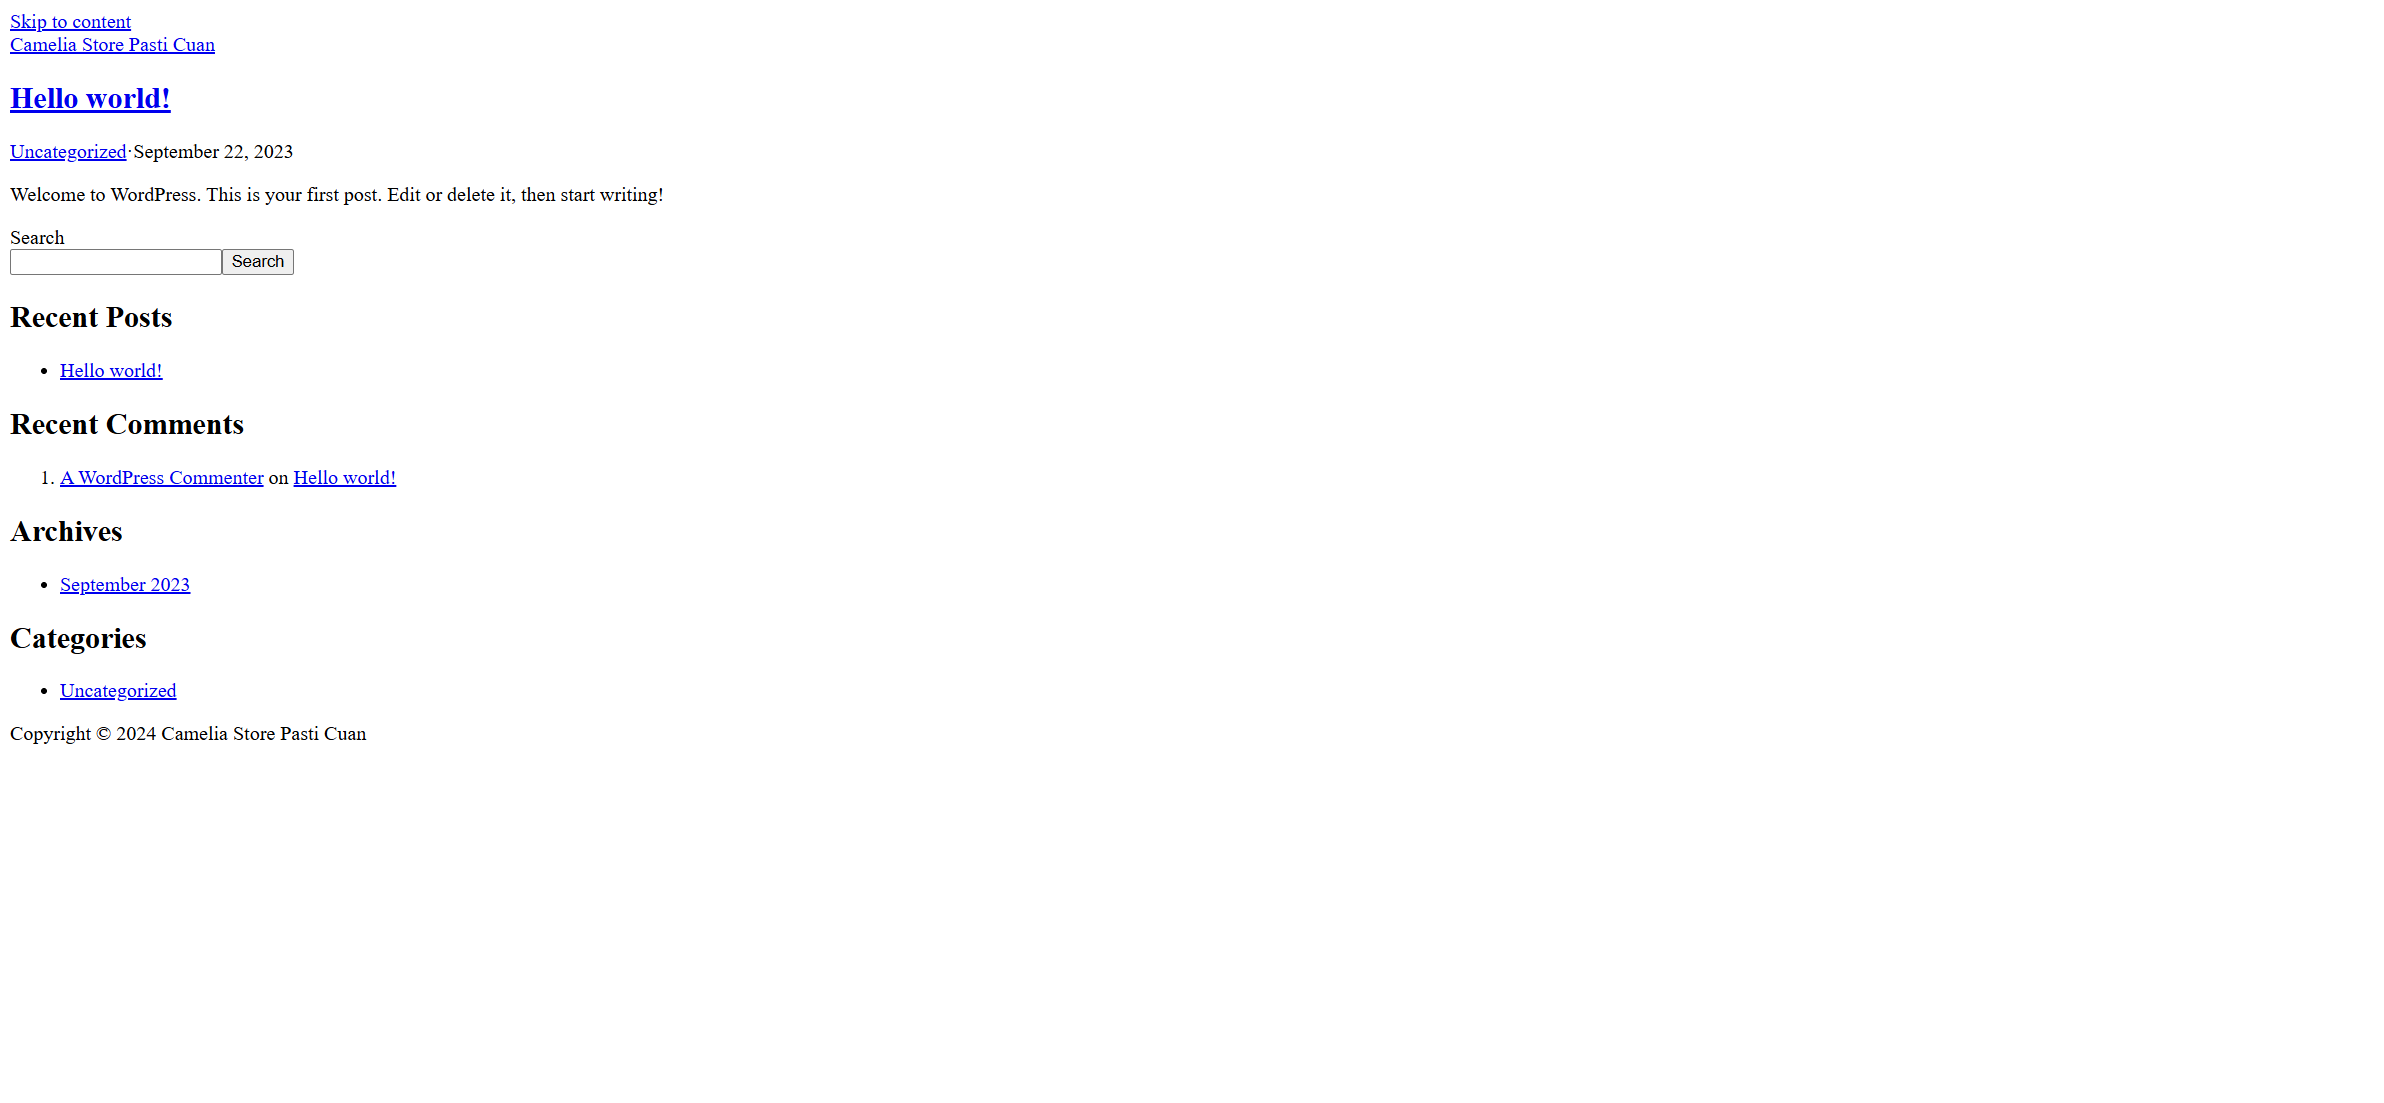 Skip to content
Camelia Store Pasti Cuan
Hello world!
Uncategorized·September 22, 2023
Welcome to WordPress. This is your first post. Edit or delete it, then start writing!
Search
Search
Recent Posts
Hello world!
Recent Comments
1. A WordPress Commenter on Hello world!
Archives
September 2023
Categories
Uncategorized
Copyright © 2024 Camelia Store Pasti Cuan